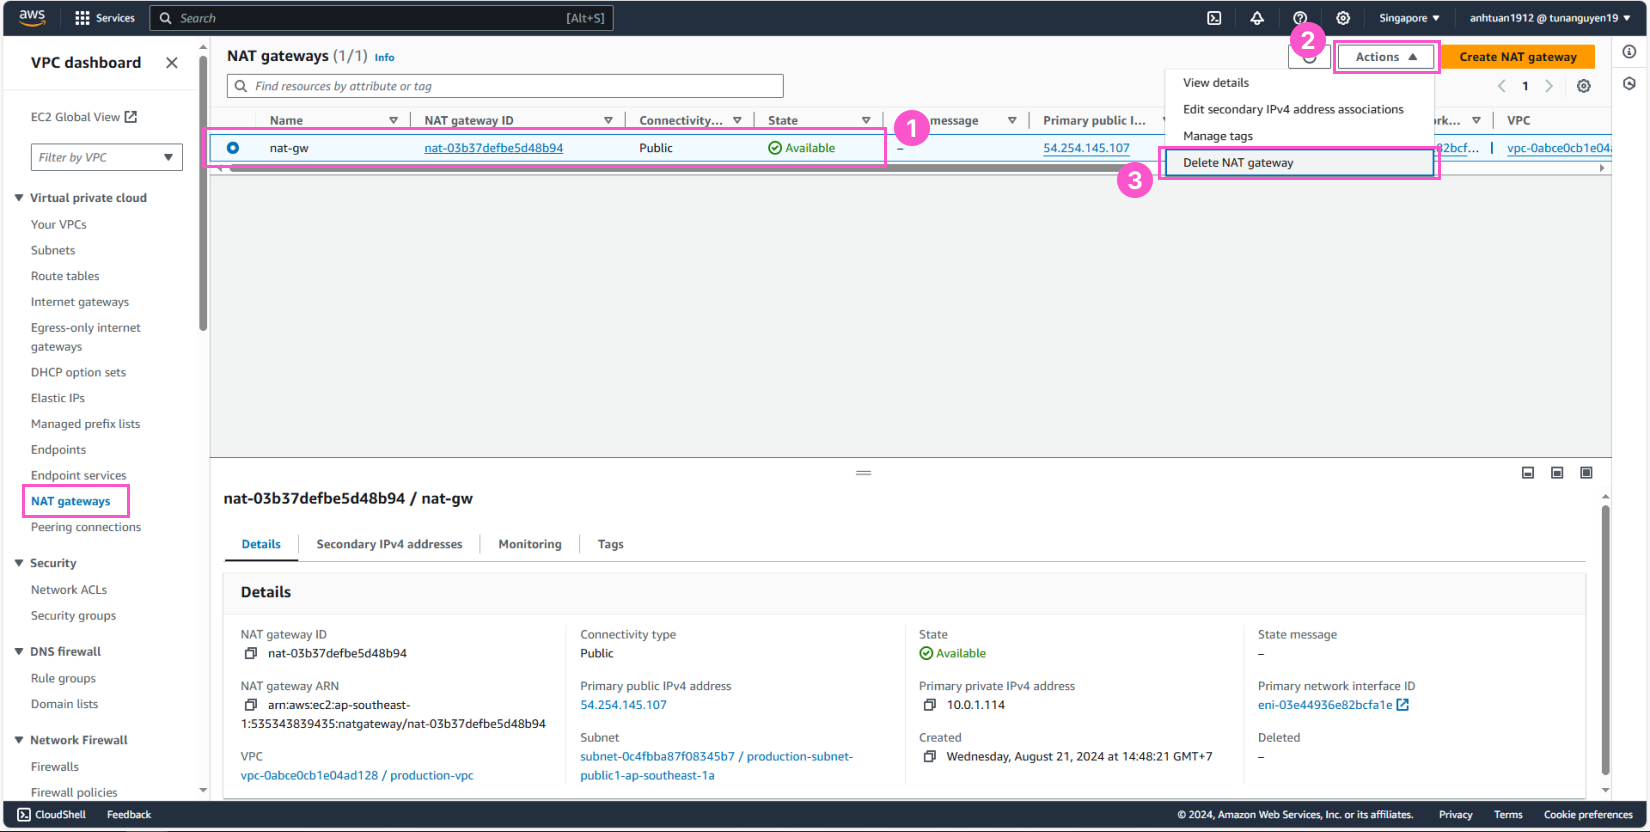 aws
Services
Search
[Alt+S]
Singapore
anhtuan1912 @ tunanguyen19
VPC dashboard
EC2 Global View
Filter by VPC
Virtual private cloud
Your VPCs
Subnets
Route tables
Internet gateways
Egress-only internet
gateways
DHCP option sets
Elastic IPs
Managed prefix lists
Endpoints
Endpoint services
NAT gateways
Peering connections
Security
Network ACLs
Security groups
DNS firewall
Rule groups
Domain lists
Network Firewall
Firewalls
Firewall policies
NAT gateways (1/1) Info
2
Actions
Create NAT gateway
Find resources by attribute or tag
1
View details
Edit secondary IPv4 address associations
Manage tags
Delete NAT gateway
3
Name
NAT gateway ID
Connectivity...
State
1
message
Primary public I...
rk...
VPC
nat-gw
nat-03b37defbe5d48b94
Public
Available
–
54.254.145.107
82bcf...
vpc-0abce0cb1e04a
nat-03b37defbe5d48b94 / nat-gw
Details
Secondary IPv4 addresses
Monitoring
Tags
Details
NAT gateway ID
nat-03b37defbe5d48b94
Connectivity type
Public
State
Available
State message
–
NAT gateway ARN
arn:aws:ec2:ap-southeast-
1:535343839435:natgateway/nat-03b37defbe5d48b94
Primary public IPv4 address
54.254.145.107
Primary private IPv4 address
10.0.1.114
Primary network interface ID
eni-03e44936e82bcfa1e
VPC
vpc-0abce0cb1e04ad128 / production-vpc
Subnet
subnet-0c4fbba87f08345b7 / production-subnet-
public1-ap-southeast-1a
Created
Wednesday, August 21, 2024 at 14:48:21 GMT+7
Deleted
–
CloudShell
Feedback
© 2024, Amazon Web Services, Inc. or its affiliates.
Privacy
Terms
Cookie preferences